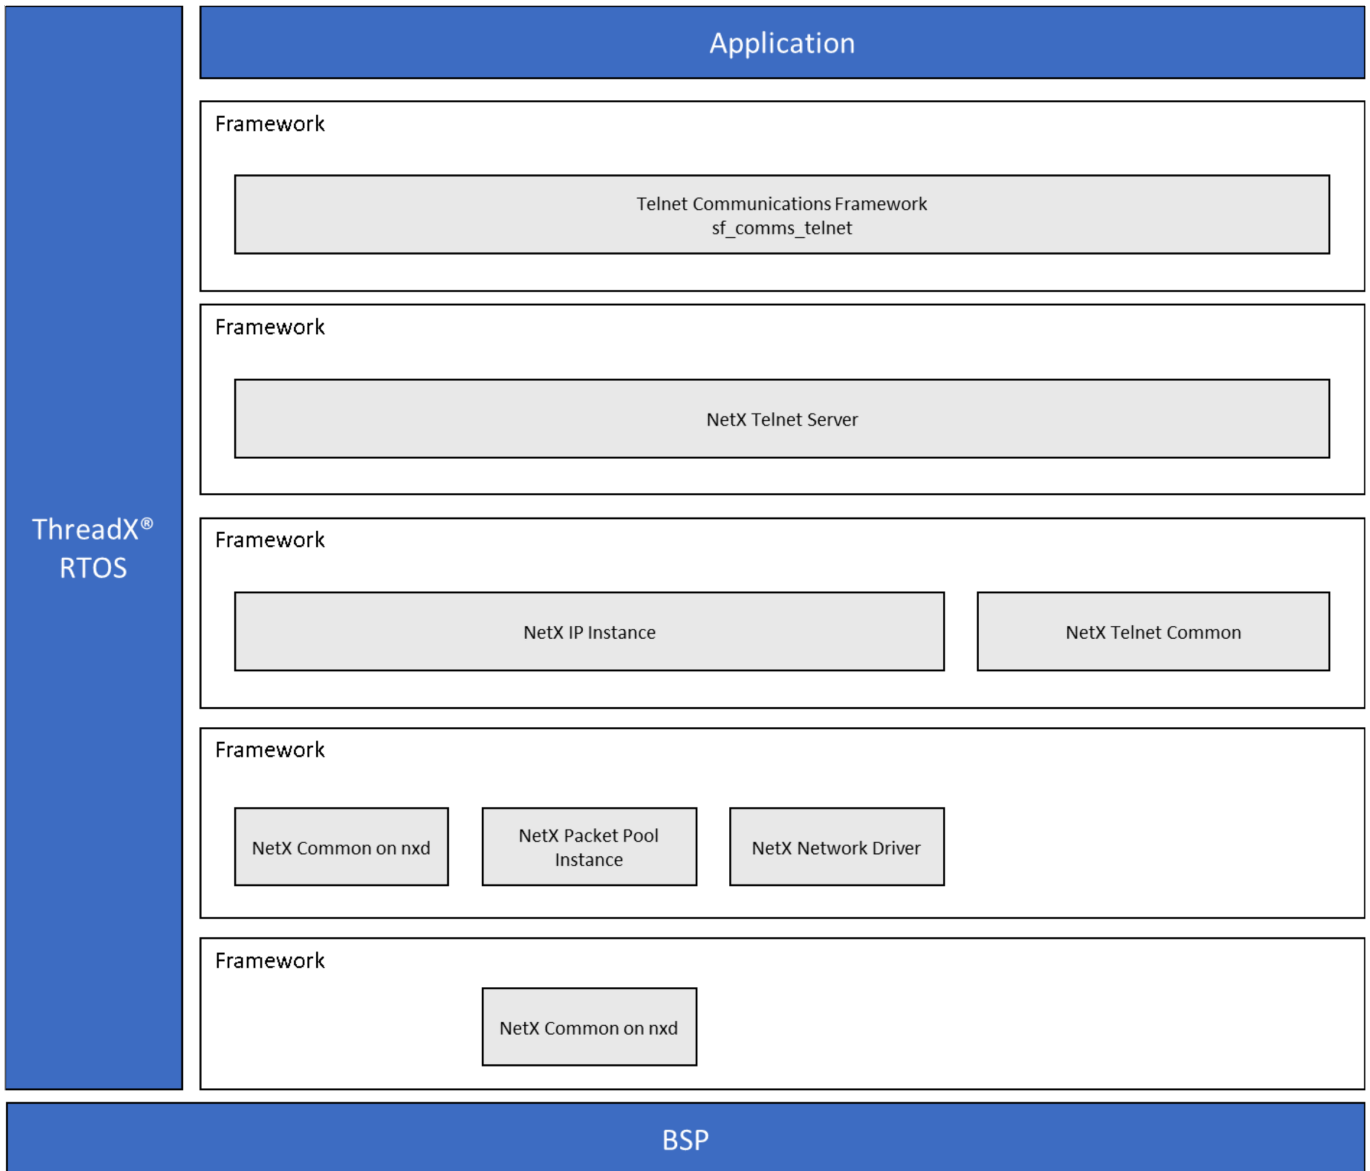 Application
Framework
Telnet Communications Framework
sf_comms_telnet
Framework
NetX Telnet Server
ThreadX®
RTOS
Framework
NetX IP Instance
NetX Telnet Common
Framework
NetX Common on nxd
NetX Packet Pool
Instance
NetX Network Driver
Framework
NetX Common on nxd
BSP